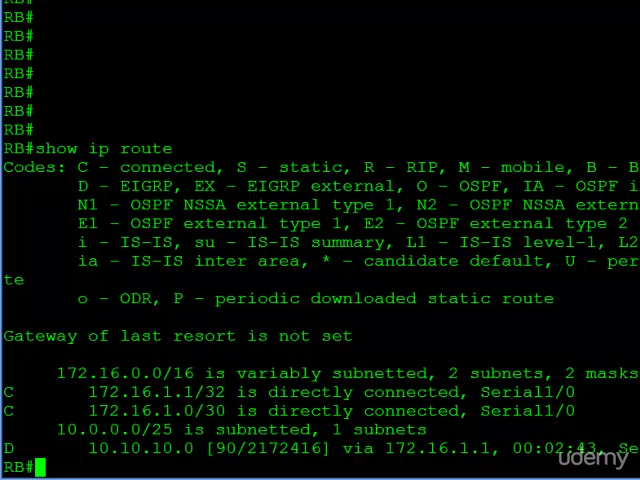 RB#
RB#
RB#
RB#
RB#
RB#
RB#
RB#show ip route
Codes: C - connected, S - static, R - RIP, M - mobile, B - B
D - EIGRP, EX - EIGRP external, O - OSPF, IA - OSPF i
N1 - OSPF NSSA external type 1, N2 - OSPF NSSA extern
E1 - OSPF external type 1, E2 - OSPF external type 2
i - IS-IS, su - IS-IS summary, L1 - IS-IS level-1, L2
ia - IS-IS inter area, * - candidate default, U - per
te
o - ODR, P - periodic downloaded static route
Gateway of last resort is not set
172.16.0.0/16 is variably subnetted, 2 subnets, 2 masks
C 172.16.1.1/32 is directly connected, Serial1/0
C 172.16.1.0/30 is directly connected, Serial1/0
10.0.0.0/25 is subnetted, 1 subnets
D 10.10.10.0 [90/2172416] via 172.16.1.1, 00:02:43, Se
RB#
udemy